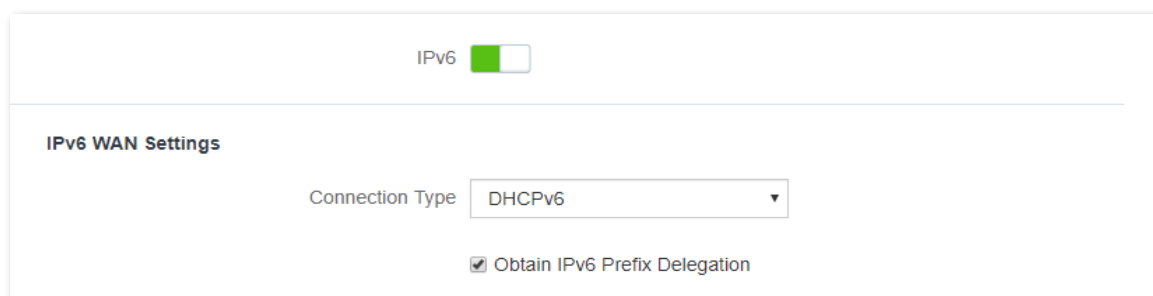 IPv6
IPv6 WAN Settings
Connection Type DHCPv6
Obtain IPv6 Prefix Delegation